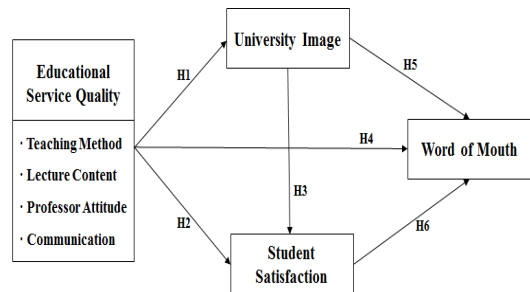 Educational
Service Quality
· Teaching Method
· Lecture Content
· Professor Attitude
· Communication
H1
University Image
H5
H4
Word of Mouth
H3
H2
H6
Student
Satisfaction